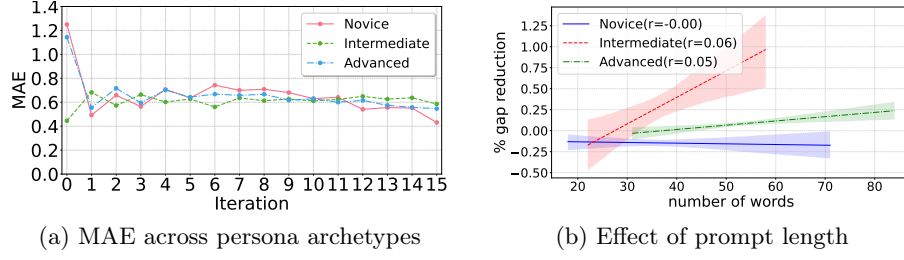 1.4
1.2
1.0
0.8
0.6
0.4
0.2
0.0
MAE
0 1 2 3 4 5 6 7 8 9 10 11 12 13 14 15
Iteration
Novice
Intermediate
Advanced
(a) MAE across persona archetypes
1.25
1.00
0.75
0.50
0.25
0.00
−0.25
−0.50
% gap reduction
20 30 40 50 60 70 80
number of words
Novice(r=-0.00)
Intermediate(r=0.06)
Advanced(r=0.05)
(b) Effect of prompt length